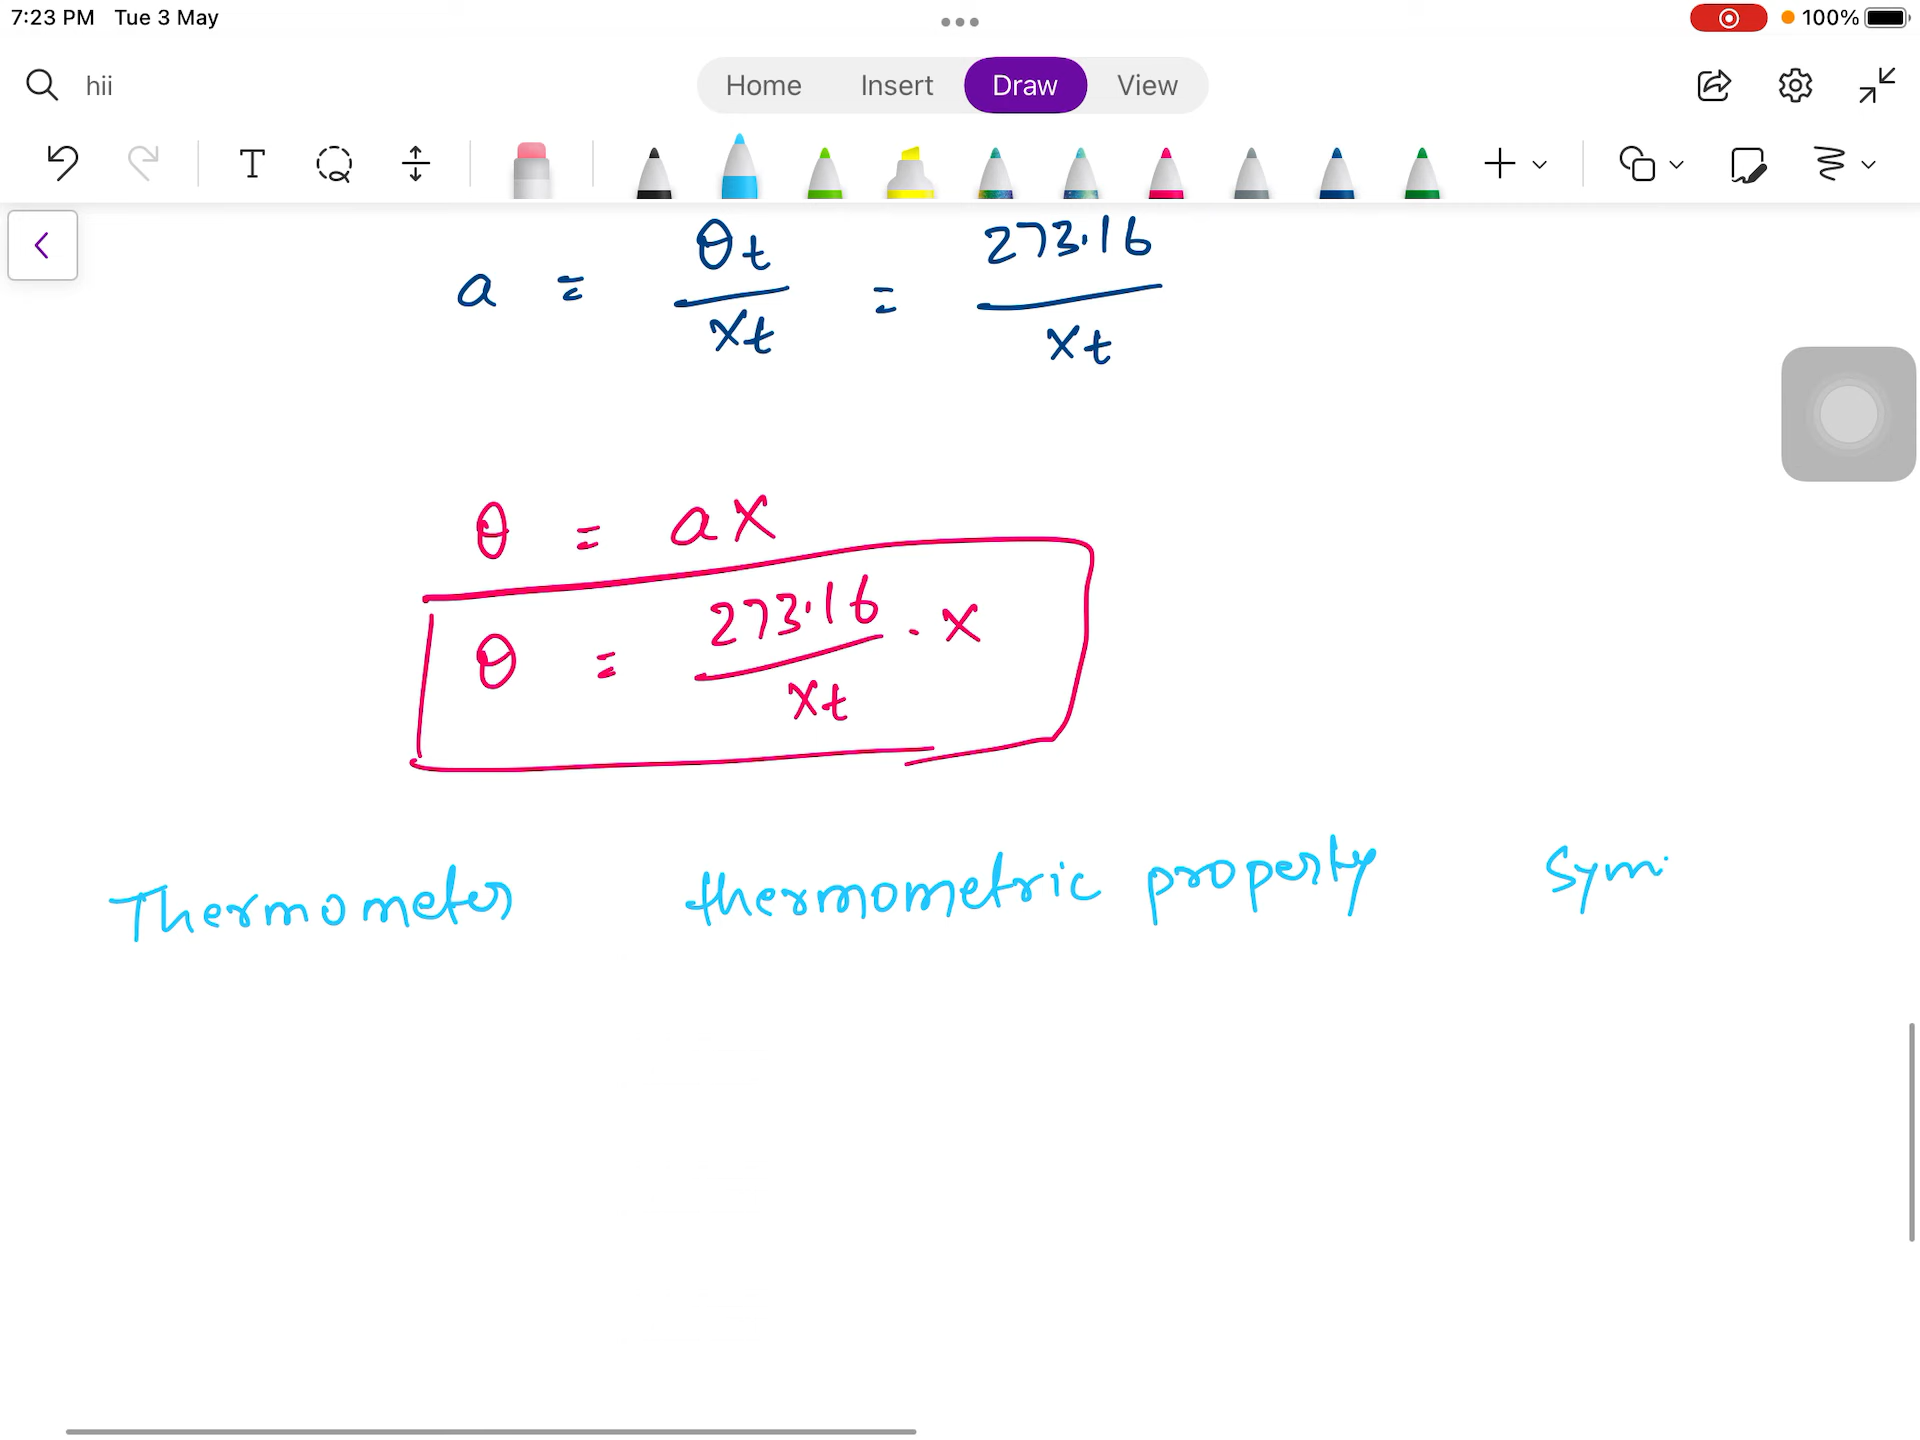 7:23 PM Tue 3 May 100%
hii Home Insert Draw View
T
a = θt/xt = 273.16/xt
θ = ax
θ = 273.16/xt . x
Thermometer thermometric property Sym